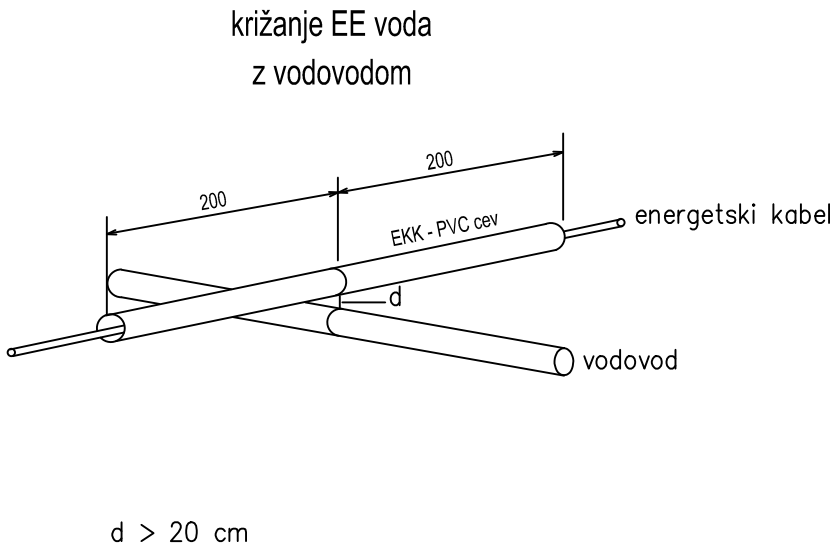 križanje EE voda
z vodovodom
200
200
EKK - PVC cev
energetski kabel
d
vodovod
d > 20 cm